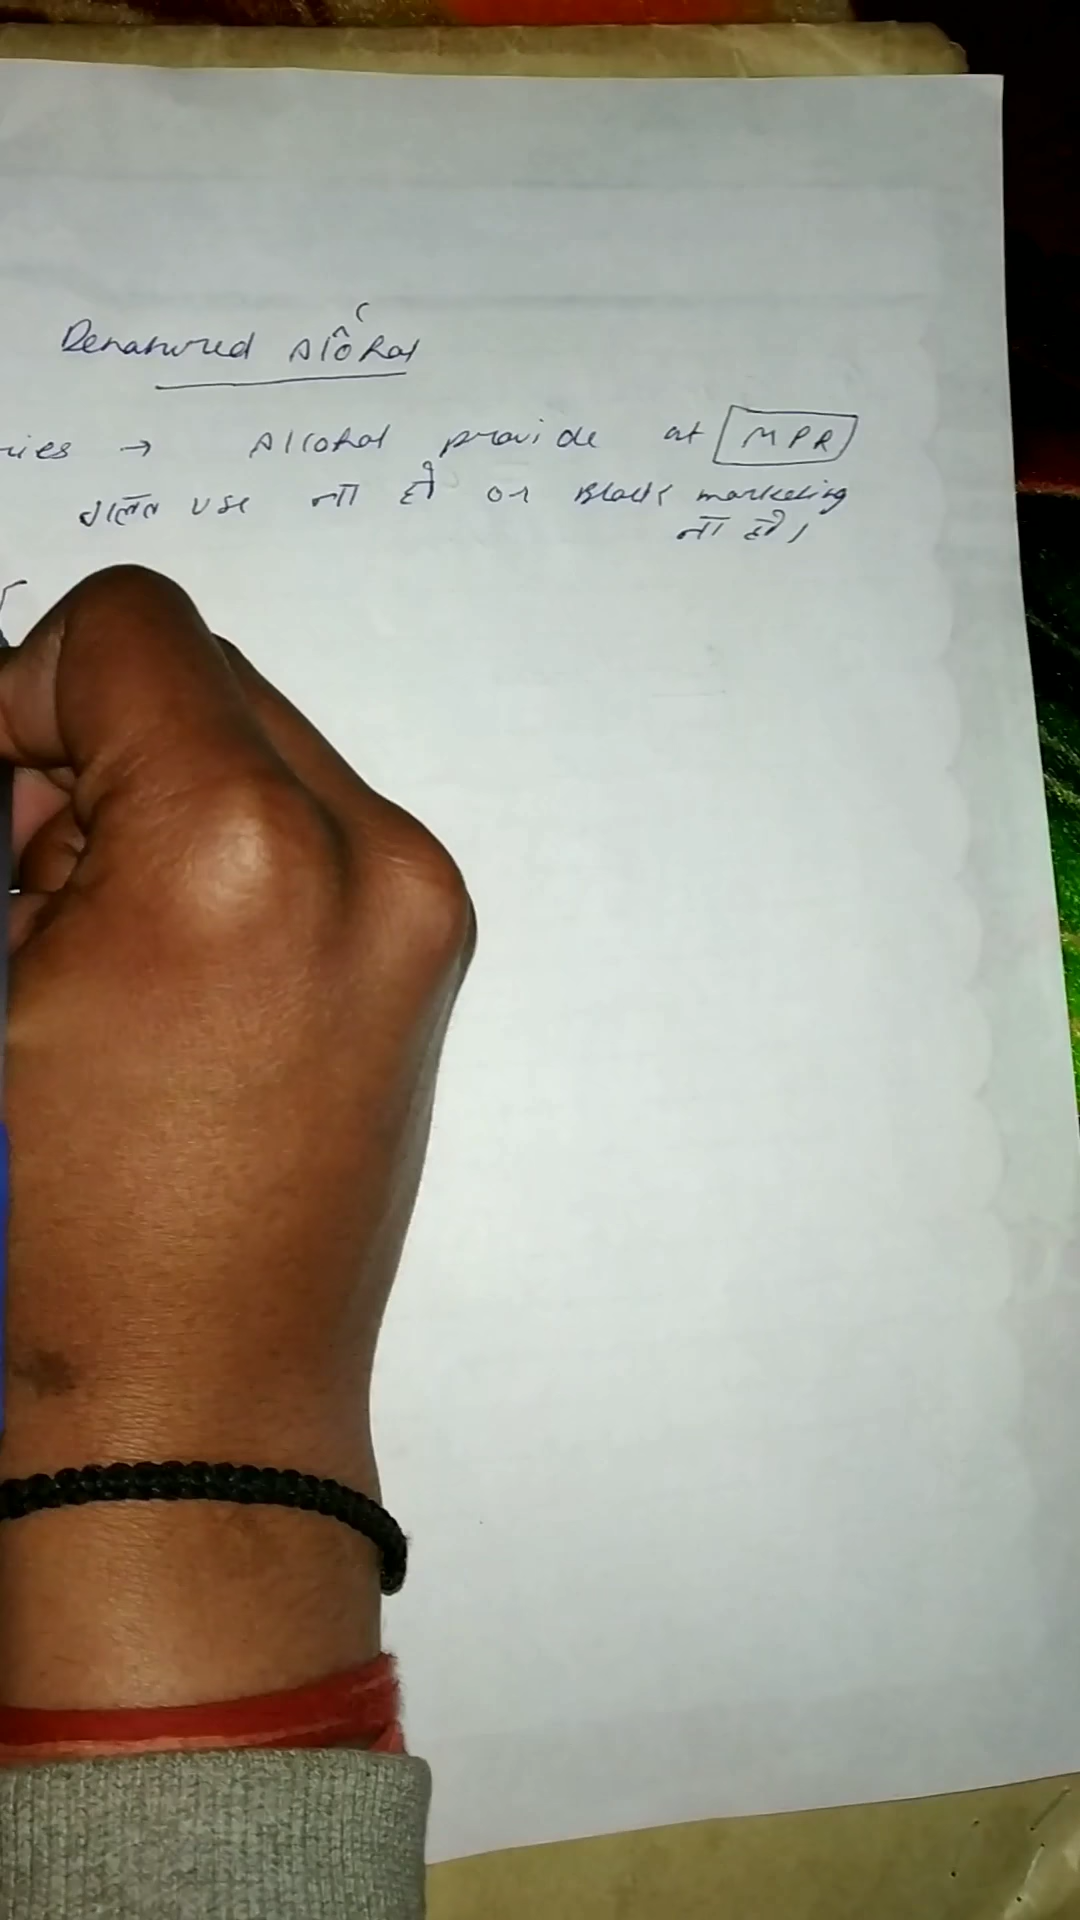 Denatured Alcohol
ries → Alcohol provide at MPR
गलत use ना हो or Black marketing
ना हो।